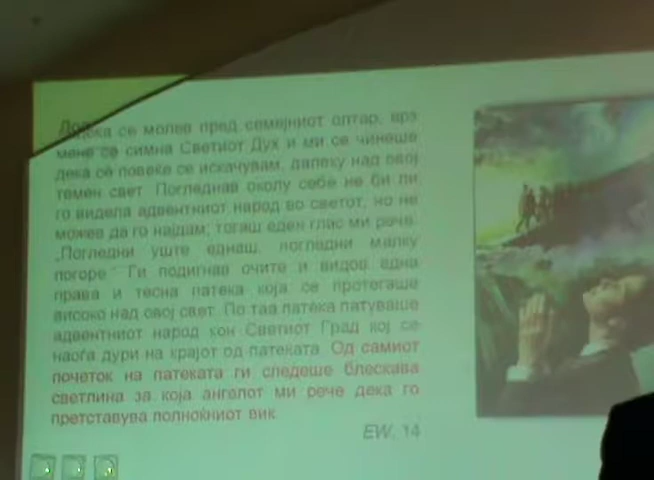 Додека се молев пред семејниот олтар, врз
мене се симна Светиот Дух и ми се чинеше
дека сѐ повеќе се искачувам, далеку над овој
темен свет. Погледнав околу себе не би ли
го видела адвентниот народ во светот, но не
можев да го најдам; тогаш еден глас ми рече:
„Погледни уште еднаш, погледни малку
погоре." Ги подигнав очите и видов една
права и тесна патека која се протегаше
високо над овој свет. По таа патека патуваше
адвентниот народ кон Светиот Град кој се
наоѓа дури на крајот од патеката. Од самиот
почеток на патеката ги следеше блескава
светлина за која ангелот ми рече дека го
претставува полноќниот вик.
EW. 14